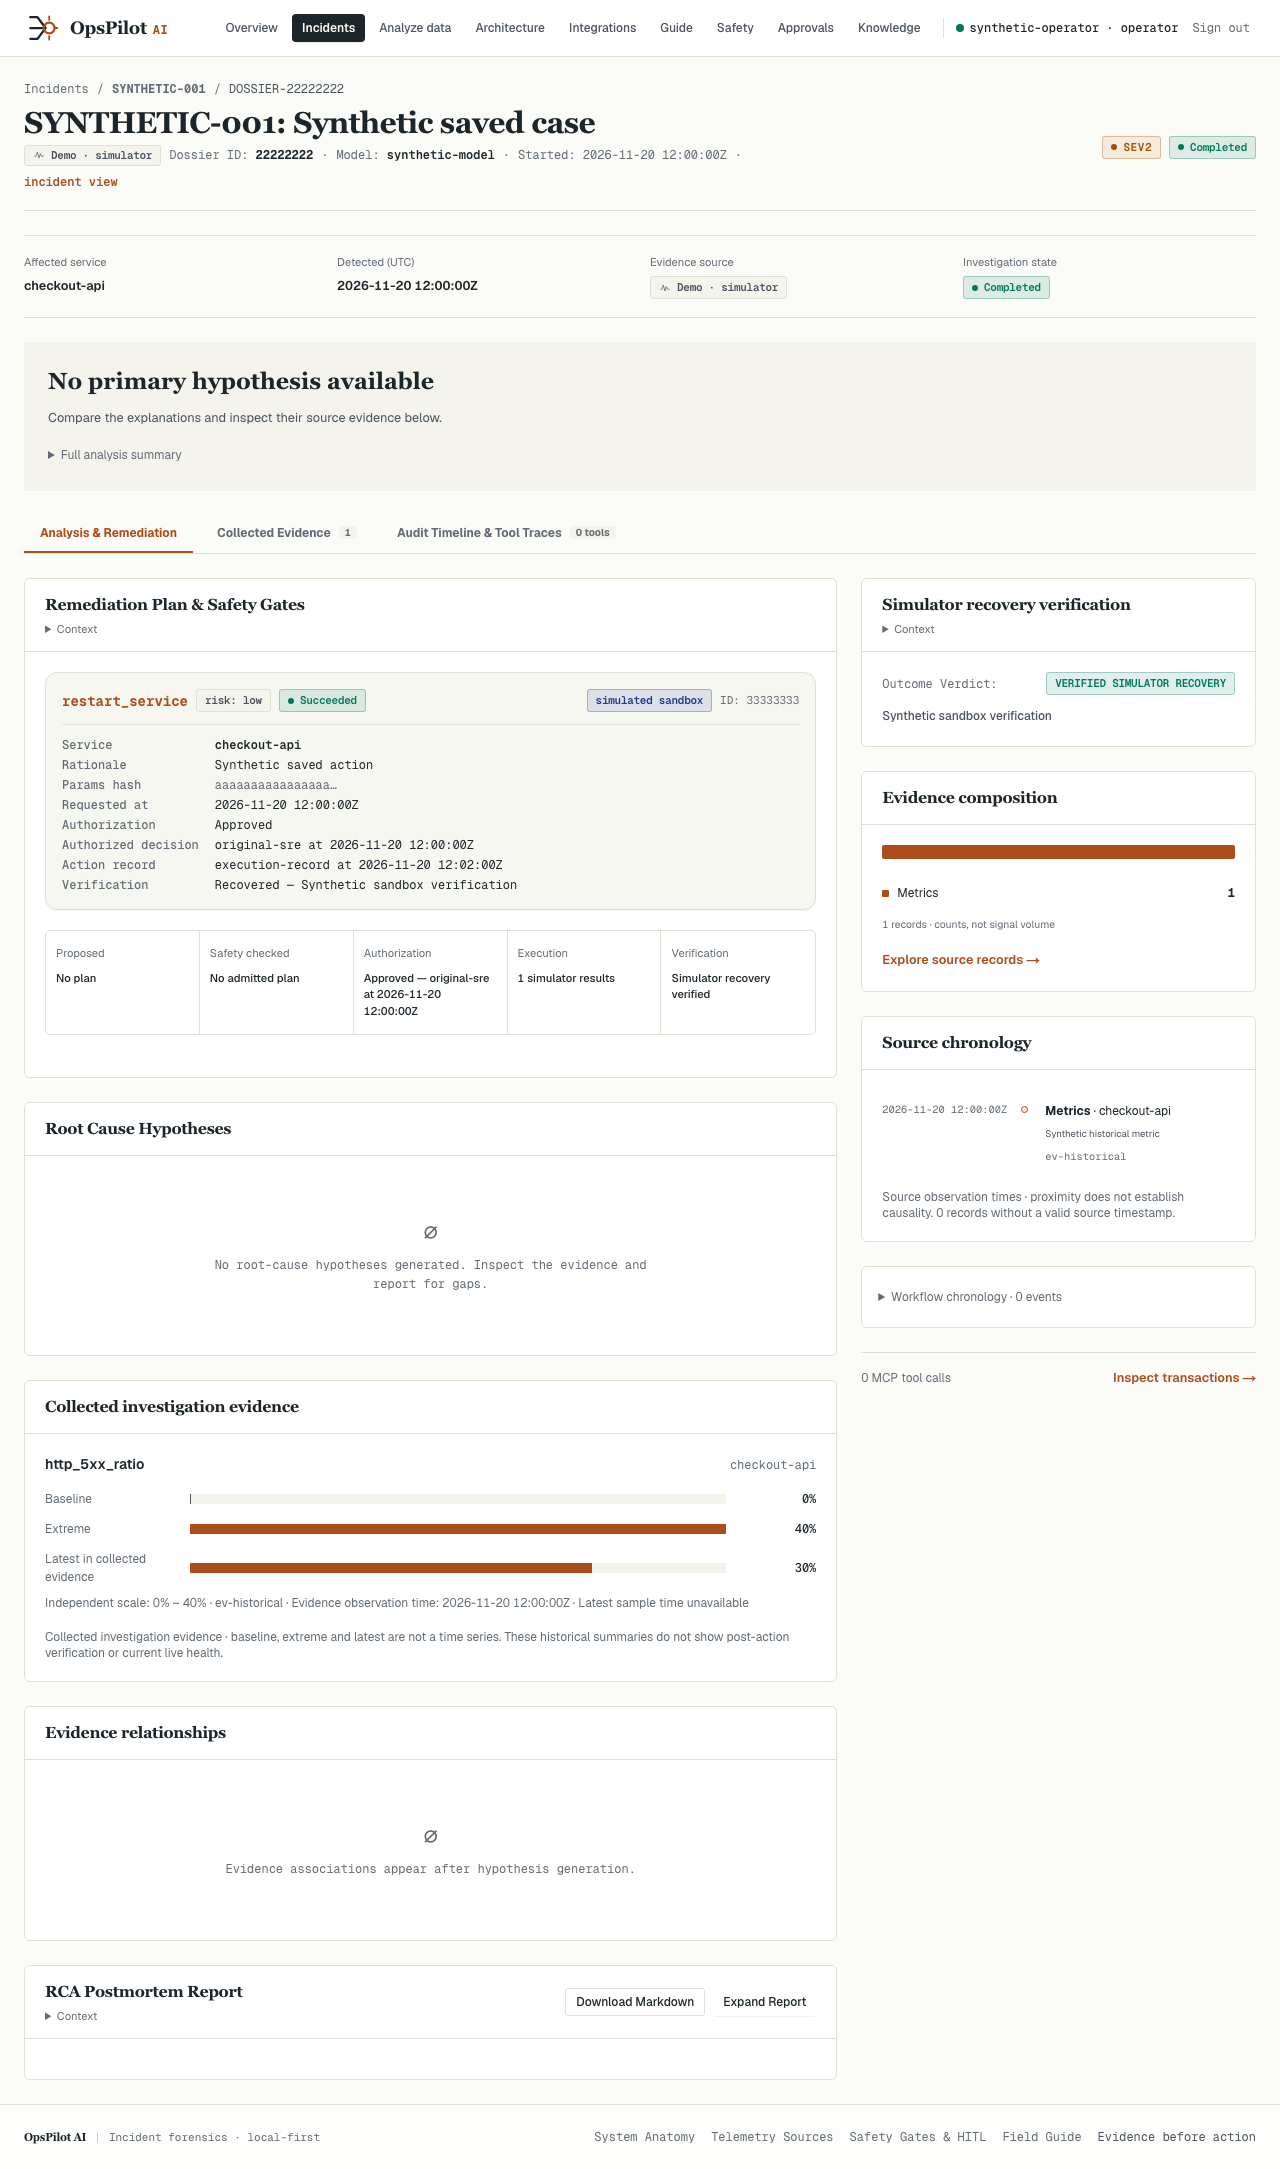 OpsPilot AI
Overview
Incidents
Analyze data
Architecture
Integrations
Guide
Safety
Approvals
Knowledge
synthetic-operator · operator
Sign out
Incidents / SYNTHETIC-001 / DOSSIER-22222222
SYNTHETIC-001: Synthetic saved case
Demo · simulator Dossier ID: 22222222 · Model: synthetic-model · Started: 2026-11-20 12:00:00Z ·
incident view
SEV2
Completed
Affected service
checkout-api
Detected (UTC)
2026-11-20 12:00:00Z
Evidence source
Demo · simulator
Investigation state
Completed
No primary hypothesis available
Compare the explanations and inspect their source evidence below.
Full analysis summary
Analysis & Remediation
Collected Evidence 1
Audit Timeline & Tool Traces 0 tools
Remediation Plan & Safety Gates
Context
restart_service risk: low Succeeded simulated sandbox ID: 33333333
Service checkout-api
Rationale Synthetic saved action
Params hash aaaaaaaaaaaaaaaa…
Requested at 2026-11-20 12:00:00Z
Authorization Approved
Authorized decision original-sre at 2026-11-20 12:00:00Z
Action record execution-record at 2026-11-20 12:02:00Z
Verification Recovered — Synthetic sandbox verification
Proposed
No plan
Safety checked
No admitted plan
Authorization
Approved — original-sre
at 2026-11-20
12:00:00Z
Execution
1 simulator results
Verification
Simulator recovery
verified
Root Cause Hypotheses
∅
No root-cause hypotheses generated. Inspect the evidence and
report for gaps.
Collected investigation evidence
http_5xx_ratio checkout-api
Baseline 0%
Extreme 40%
Latest in collected
evidence
30%
Independent scale: 0% – 40% · ev-historical · Evidence observation time: 2026-11-20 12:00:00Z · Latest sample time unavailable
Collected investigation evidence · baseline, extreme and latest are not a time series. These historical summaries do not show post-action
verification or current live health.
Evidence relationships
∅
Evidence associations appear after hypothesis generation.
RCA Postmortem Report
Context
Download Markdown
Expand Report
Simulator recovery verification
Context
Outcome Verdict: VERIFIED SIMULATOR RECOVERY
Synthetic sandbox verification
Evidence composition
Metrics 1
1 records · counts, not signal volume
Explore source records →
Source chronology
2026-11-20 12:00:00Z Metrics · checkout-api
Synthetic historical metric
ev-historical
Source observation times · proximity does not establish
causality. 0 records without a valid source timestamp.
Workflow chronology · 0 events
0 MCP tool calls Inspect transactions →
OpsPilot AI | Incident forensics · local-first
System Anatomy
Telemetry Sources
Safety Gates & HITL
Field Guide
Evidence before action